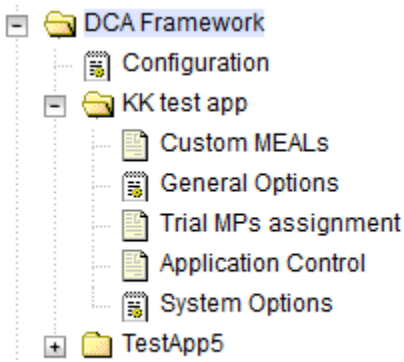 DCA Framework
Configuration
KK test app
Custom MEALs
General Options
Trial MPs assignment
Application Control
System Options
TestApp5